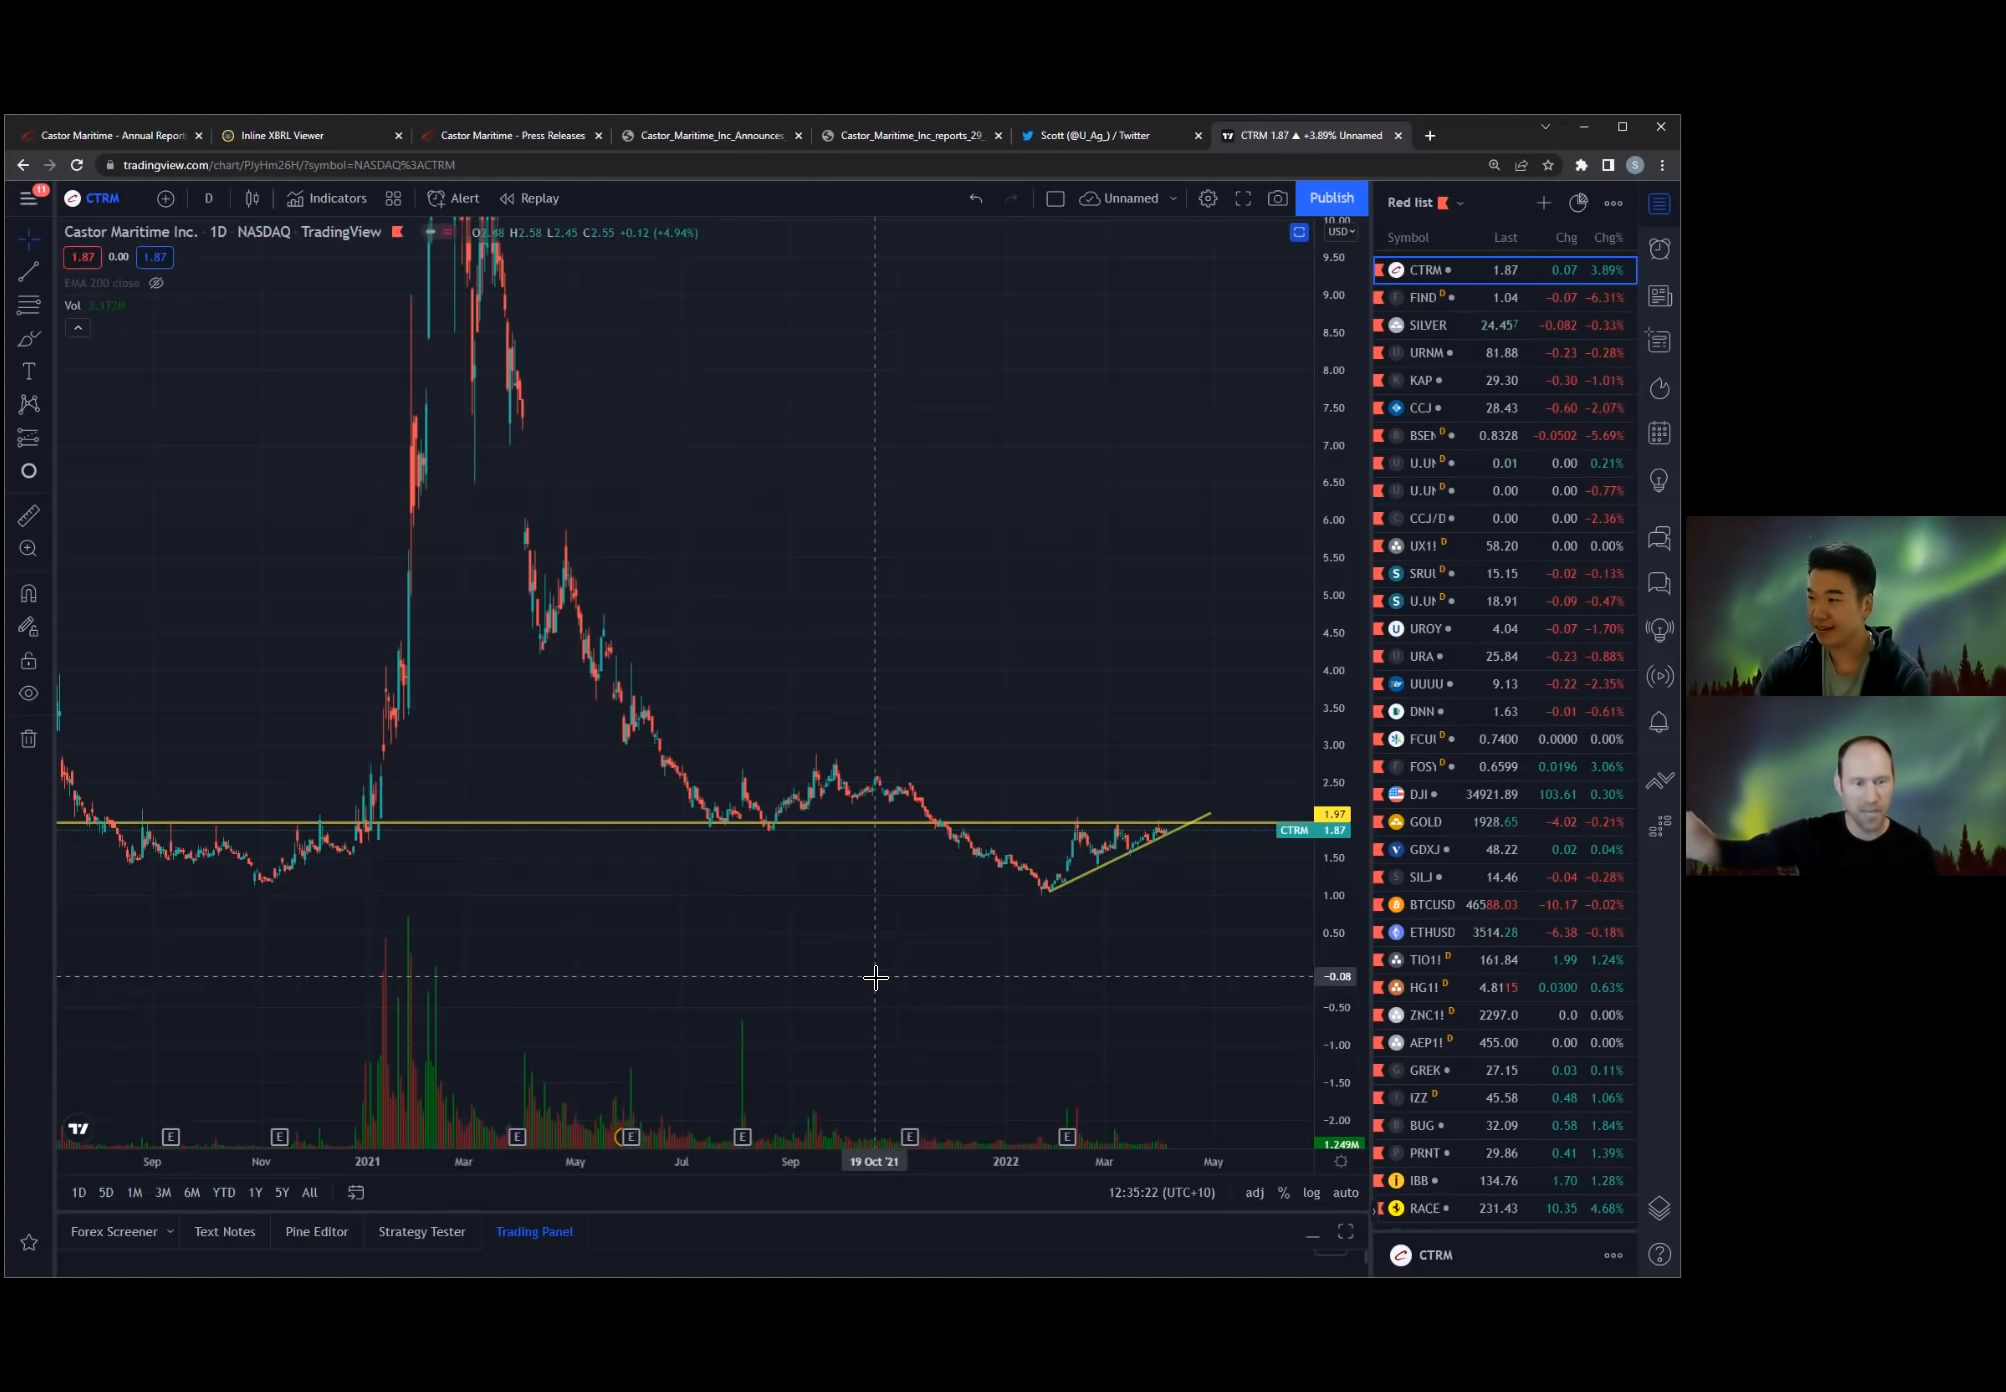 Castor Maritime - Annual Report
Inline XBRL Viewer
Castor Maritime - Press Releases
Castor_Maritime_Inc_Announces_
Castor_Maritime_Inc_reports_29_
Scott (@U_Ag_) / Twitter
CTRM 1.87 ▲ +3.89% Unnamed
tradingview.com/chart/PJyHm26H/?symbol=NASDAQ%3ACTRM
S
11
CTRM
D
Indicators
Alert
Replay
Unnamed
Publish
Castor Maritime Inc. · 1D · NASDAQ · TradingView
O2.48 H2.58 L2.45 C2.55 +0.12 (+4.94%)
1.87 0.00 1.87
EMA 200 close
Vol 3.172M
10.00
USD
9.50
9.00
8.50
8.00
7.50
7.00
6.50
6.00
5.50
5.00
4.50
4.00
3.50
3.00
2.50
1.97
CTRM 1.87
1.50
1.00
0.50
−0.08
−0.50
−1.00
−1.50
−2.00
1.249M
E E E E E E E
Sep Nov 2021 Mar May Jul Sep 19 Oct '21 2022 Mar May
1D 5D 1M 3M 6M YTD 1Y 5Y All
12:35:22 (UTC+10) adj % log auto
Forex Screener Text Notes Pine Editor Strategy Tester Trading Panel
Red list
Symbol Last Chg Chg%
CTRM 1.87 0.07 3.89%
FIND D 1.04 −0.07 −6.31%
SILVER 24.457 −0.082 −0.33%
URNM 81.88 −0.23 −0.28%
KAP 29.30 −0.30 −1.01%
CCJ 28.43 −0.60 −2.07%
BSEN D 0.8328 −0.0502 −5.69%
U.UN D 0.01 0.00 0.21%
U.UN D 0.00 0.00 −0.77%
CCJ/D 0.00 0.00 −2.36%
UX1! D 58.20 0.00 0.00%
SRUU D 15.15 −0.02 −0.13%
U.UN D 18.91 −0.09 −0.47%
UROY 4.04 −0.07 −1.70%
URA 25.84 −0.23 −0.88%
UUUU 9.13 −0.22 −2.35%
DNN 1.63 −0.01 −0.61%
FCUU D 0.7400 0.0000 0.00%
FOSY D 0.6599 0.0196 3.06%
DJI 34921.89 103.61 0.30%
GOLD 1928.65 −4.02 −0.21%
GDXJ 48.22 0.02 0.04%
SILJ 14.46 −0.04 −0.28%
BTCUSD 46588.03 −10.17 −0.02%
ETHUSD 3514.28 −6.38 −0.18%
TIO1! D 161.84 1.99 1.24%
HG1! D 4.8115 0.0300 0.63%
ZNC1! D 2297.0 0.0 0.00%
AEP1! D 455.00 0.00 0.00%
GREK 27.15 0.03 0.11%
IZZ D 45.58 0.48 1.06%
BUG 32.09 0.58 1.84%
PRNT 29.86 0.41 1.39%
IBB 134.76 1.70 1.28%
RACE 231.43 10.35 4.68%
CTRM